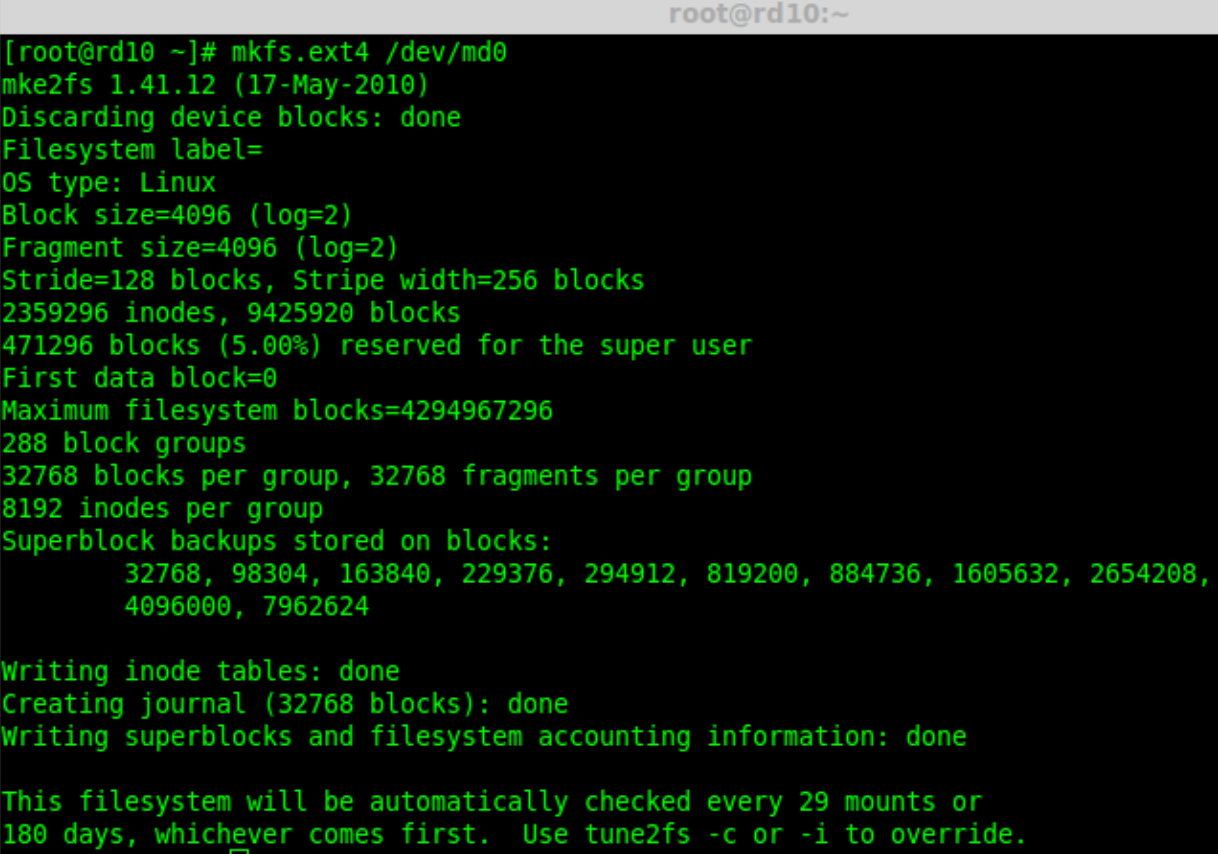 root@rd10:~
[root@rd10 ~]# mkfs.ext4 /dev/md0
mke2fs 1.41.12 (17-May-2010)
Discarding device blocks: done
Filesystem label=
OS type: Linux
Block size=4096 (log=2)
Fragment size=4096 (log=2)
Stride=128 blocks, Stripe width=256 blocks
2359296 inodes, 9425920 blocks
471296 blocks (5.00%) reserved for the super user
First data block=0
Maximum filesystem blocks=4294967296
288 block groups
32768 blocks per group, 32768 fragments per group
8192 inodes per group
Superblock backups stored on blocks:
        32768, 98304, 163840, 229376, 294912, 819200, 884736, 1605632, 2654208,
        4096000, 7962624

Writing inode tables: done
Creating journal (32768 blocks): done
Writing superblocks and filesystem accounting information: done

This filesystem will be automatically checked every 29 mounts or
180 days, whichever comes first.  Use tune2fs -c or -i to override.